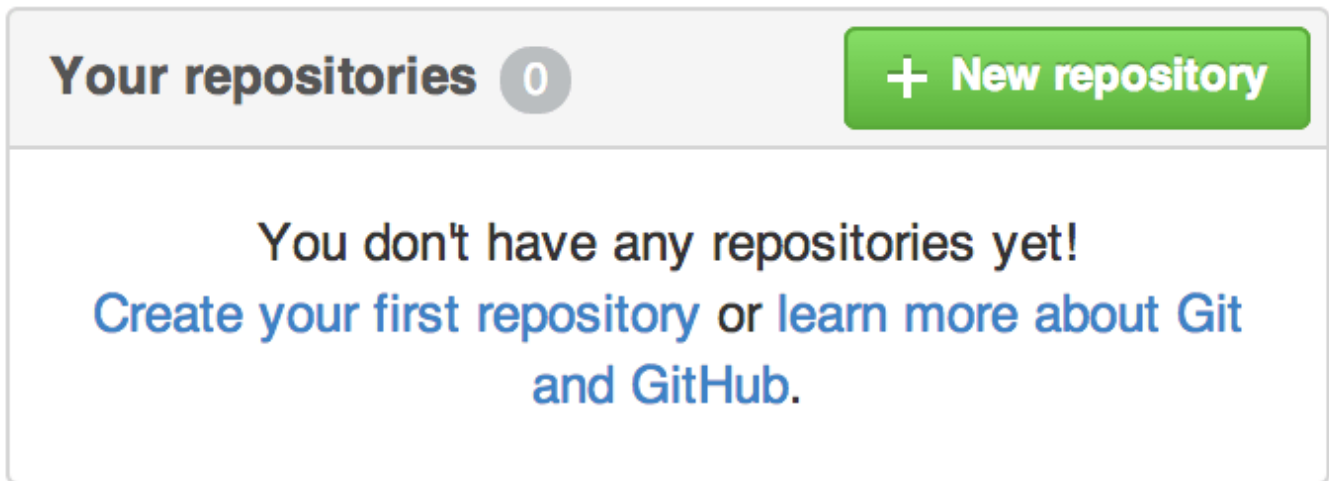 Your repositories 0
+ New repository
You don't have any repositories yet!
Create your first repository or learn more about Git
and GitHub.